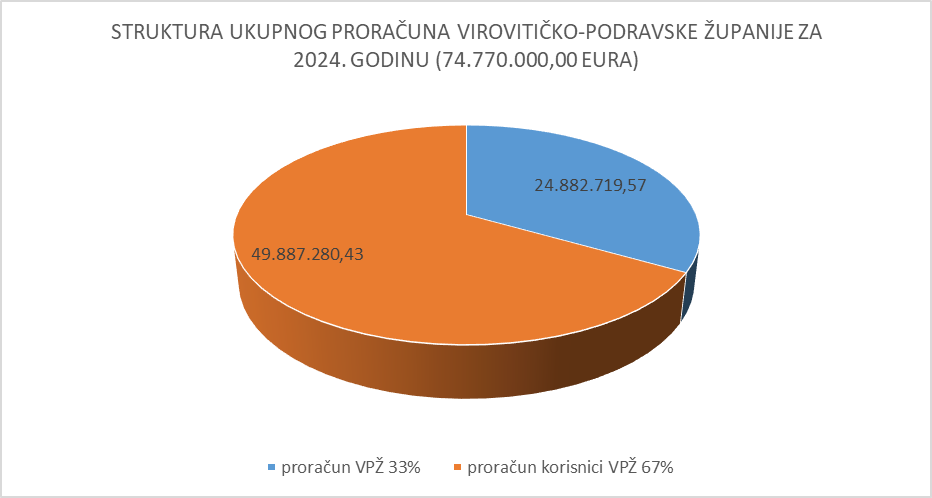 STRUKTURA UKUPNOG PRORAČUNA VIROVITIČKO-PODRAVSKE ŽUPANIJE ZA
2024. GODINU (74.770.000,00 EURA)
24.882.719,57
49.887.280,43
proračun VPŽ 33%
proračun korisnici VPŽ 67%